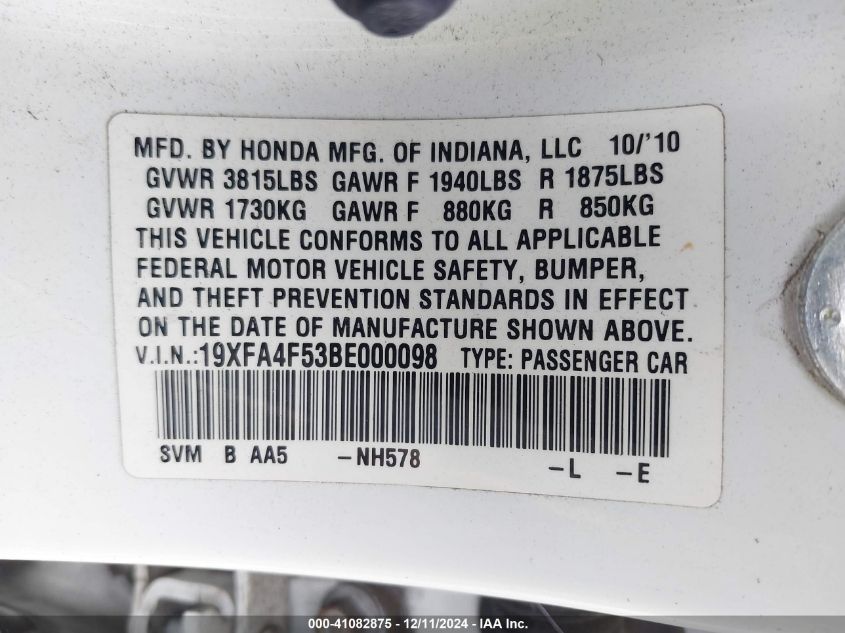 MFD. BY HONDA MFG. OF INDIANA, LLC 10/'10
GVWR 3815LBS GAWR F 1940LBS R 1875LBS
GVWR 1730KG GAWR F 880KG R 850KG
THIS VEHICLE CONFORMS TO ALL APPLICABLE
FEDERAL MOTOR VEHICLE SAFETY, BUMPER,
AND THEFT PREVENTION STANDARDS IN EFFECT
ON THE DATE OF MANUFACTURE SHOWN ABOVE.
V.I.N.:19XFA4F53BE000098 TYPE: PASSENGER CAR
SVM B AA5 -NH578 -L -E
000-41082875 - 12/11/2024 - IAA Inc.